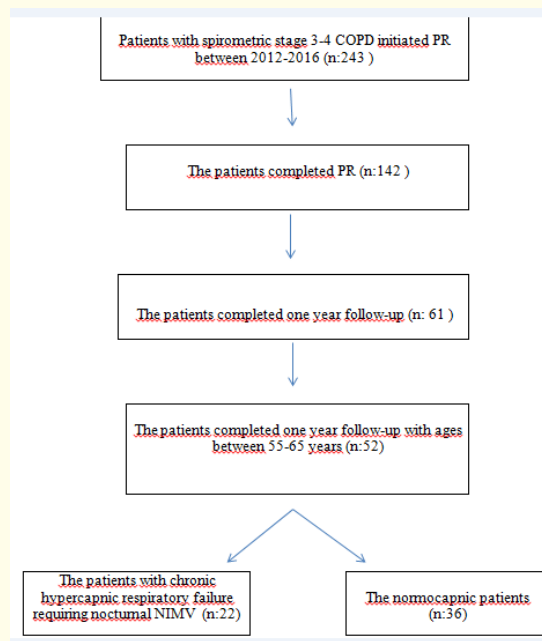 Patients with spirometric stage 3-4 COPD initiated PR
between 2012-2016 (n:243 )
The patients completed PR (n:142 )
The patients completed one year follow-up (n: 61 )
The patients completed one year follow-up with ages
between 55-65 years (n:52)
The patients with chronic
hypercapnic respiratory failure
requiring nocturnal NIMV (n:22)
The normocapnic patients
(n:36)